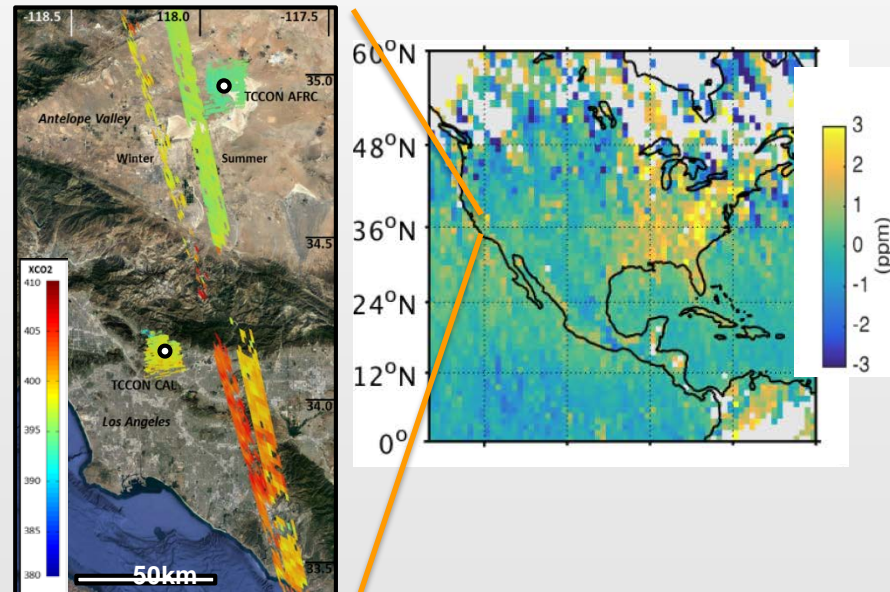 -118.5
118.0
-117.5
35.0
TCCON AFRC
Antelope Valley
Winter
Summer
34.5
XCO2
410
405
400
395
390
385
380
TCCON CAL
34.0
Los Angeles
33.5
50km
60°N
48°N
36°N
24°N
12°N
0°
3
2
1
0
-1
-2
-3
(ppm)